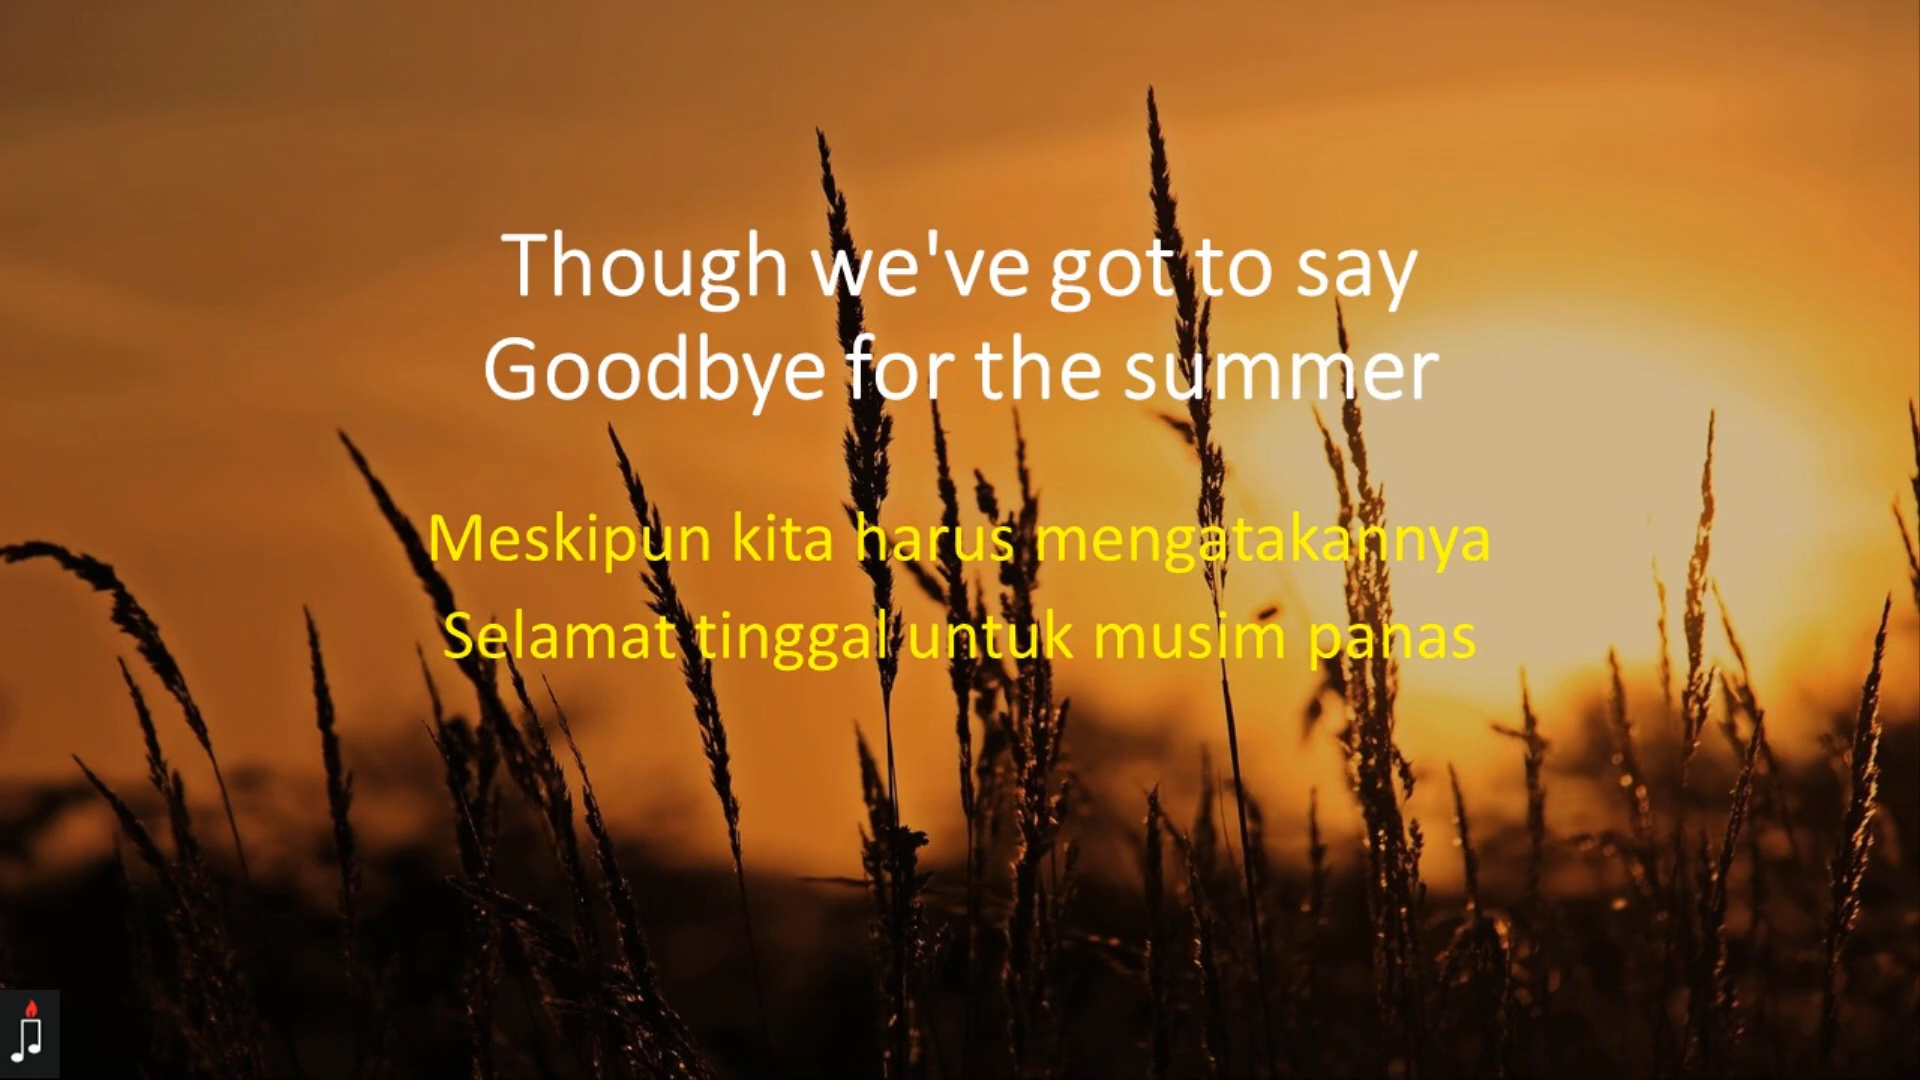 Though we've got to say
Goodbye for the summer
Meskipun kita harus mengatakannya
Selamat tinggal untuk musim panas